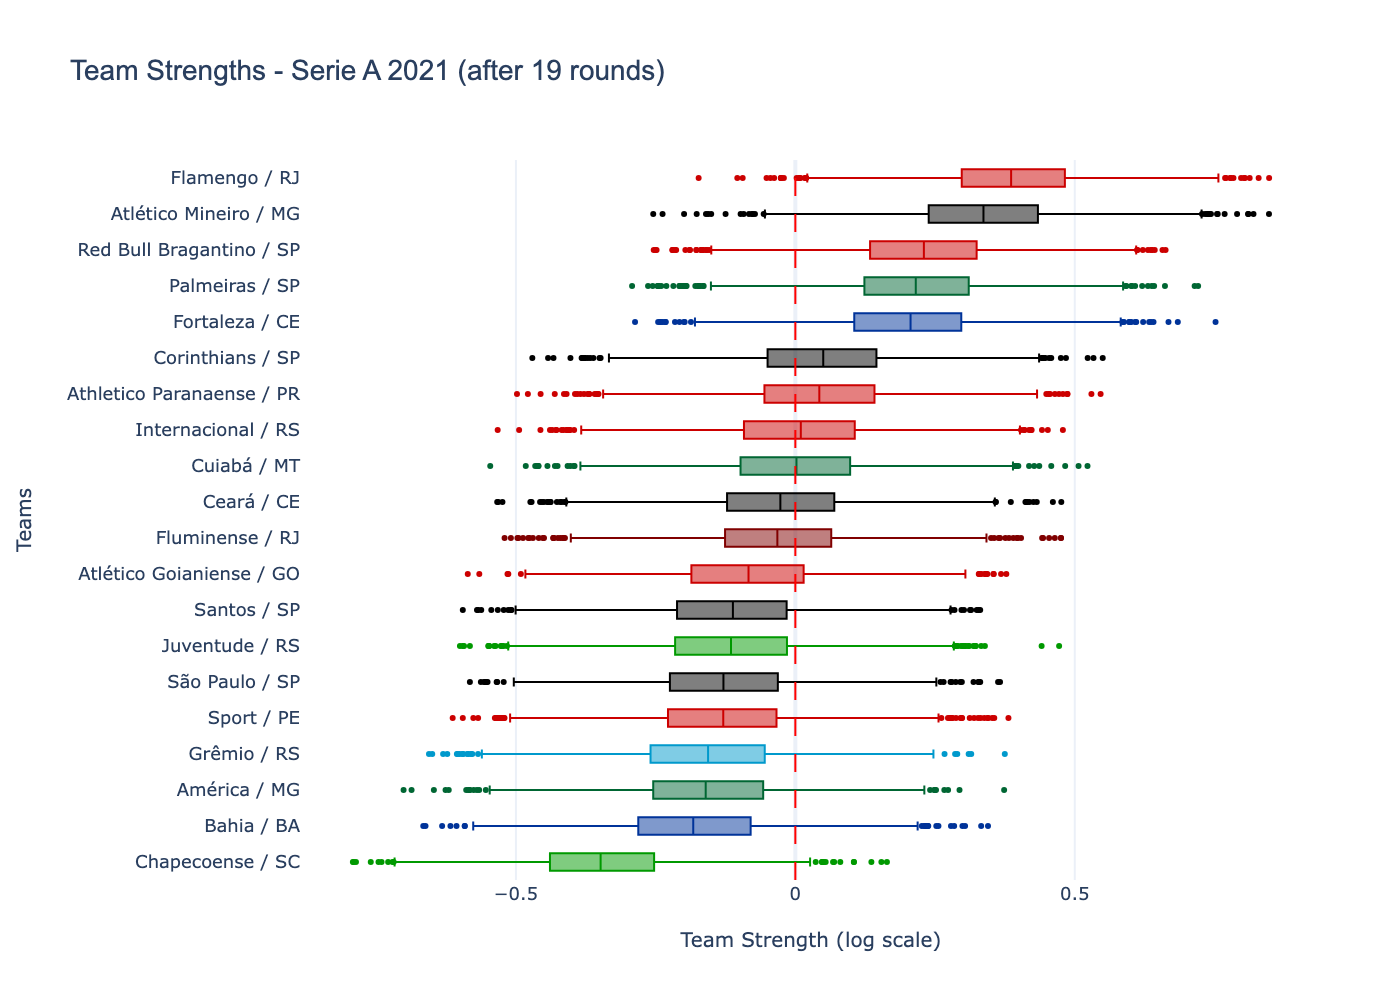 Team Strengths - Serie A 2021 (after 19 rounds)
Flamengo / RJ
Atlético Mineiro / MG
Red Bull Bragantino / SP
Palmeiras / SP
Fortaleza / CE
Corinthians / SP
Athletico Paranaense / PR
Internacional / RS
Cuiabá / MT
Ceará / CE
Fluminense / RJ
Atlético Goianiense / GO
Santos / SP
Juventude / RS
São Paulo / SP
Sport / PE
Grêmio / RS
América / MG
Bahia / BA
Chapecoense / SC
Teams
−0.5 0 0.5
Team Strength (log scale)